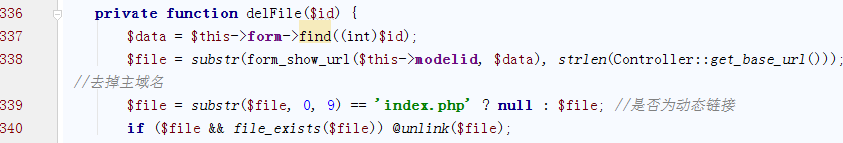 336 private function delFile($id) {
337 $data = $this->form->find((int)$id);
338 $file = substr(form_show_url($this->modelid, $data), strlen(Controller::get_base_url()));
//去掉主域名
339 $file = substr($file, 0, 9) == 'index.php' ? null : $file; //是否为动态链接
340 if ($file && file_exists($file)) @unlink($file);